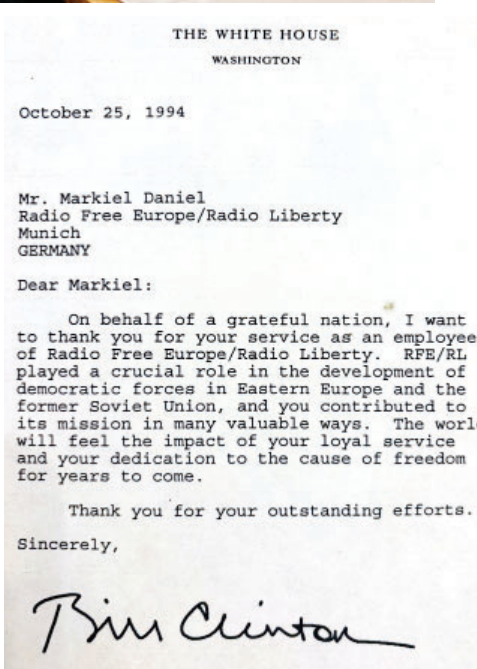 THE WHITE HOUSE
WASHINGTON
October 25, 1994
Mr. Markiel Daniel
Radio Free Europe/Radio Liberty
Munich
GERMANY
Dear Markiel:
On behalf of a grateful nation, I want
to thank you for your service as an employee
of Radio Free Europe/Radio Liberty. RFE/RL
played a crucial role in the development of
democratic forces in Eastern Europe and the
former Soviet Union, and you contributed to
its mission in many valuable ways. The worl
will feel the impact of your loyal service
and your dedication to the cause of freedom
for years to come.
Thank you for your outstanding efforts.
Sincerely,
Bill Clinton